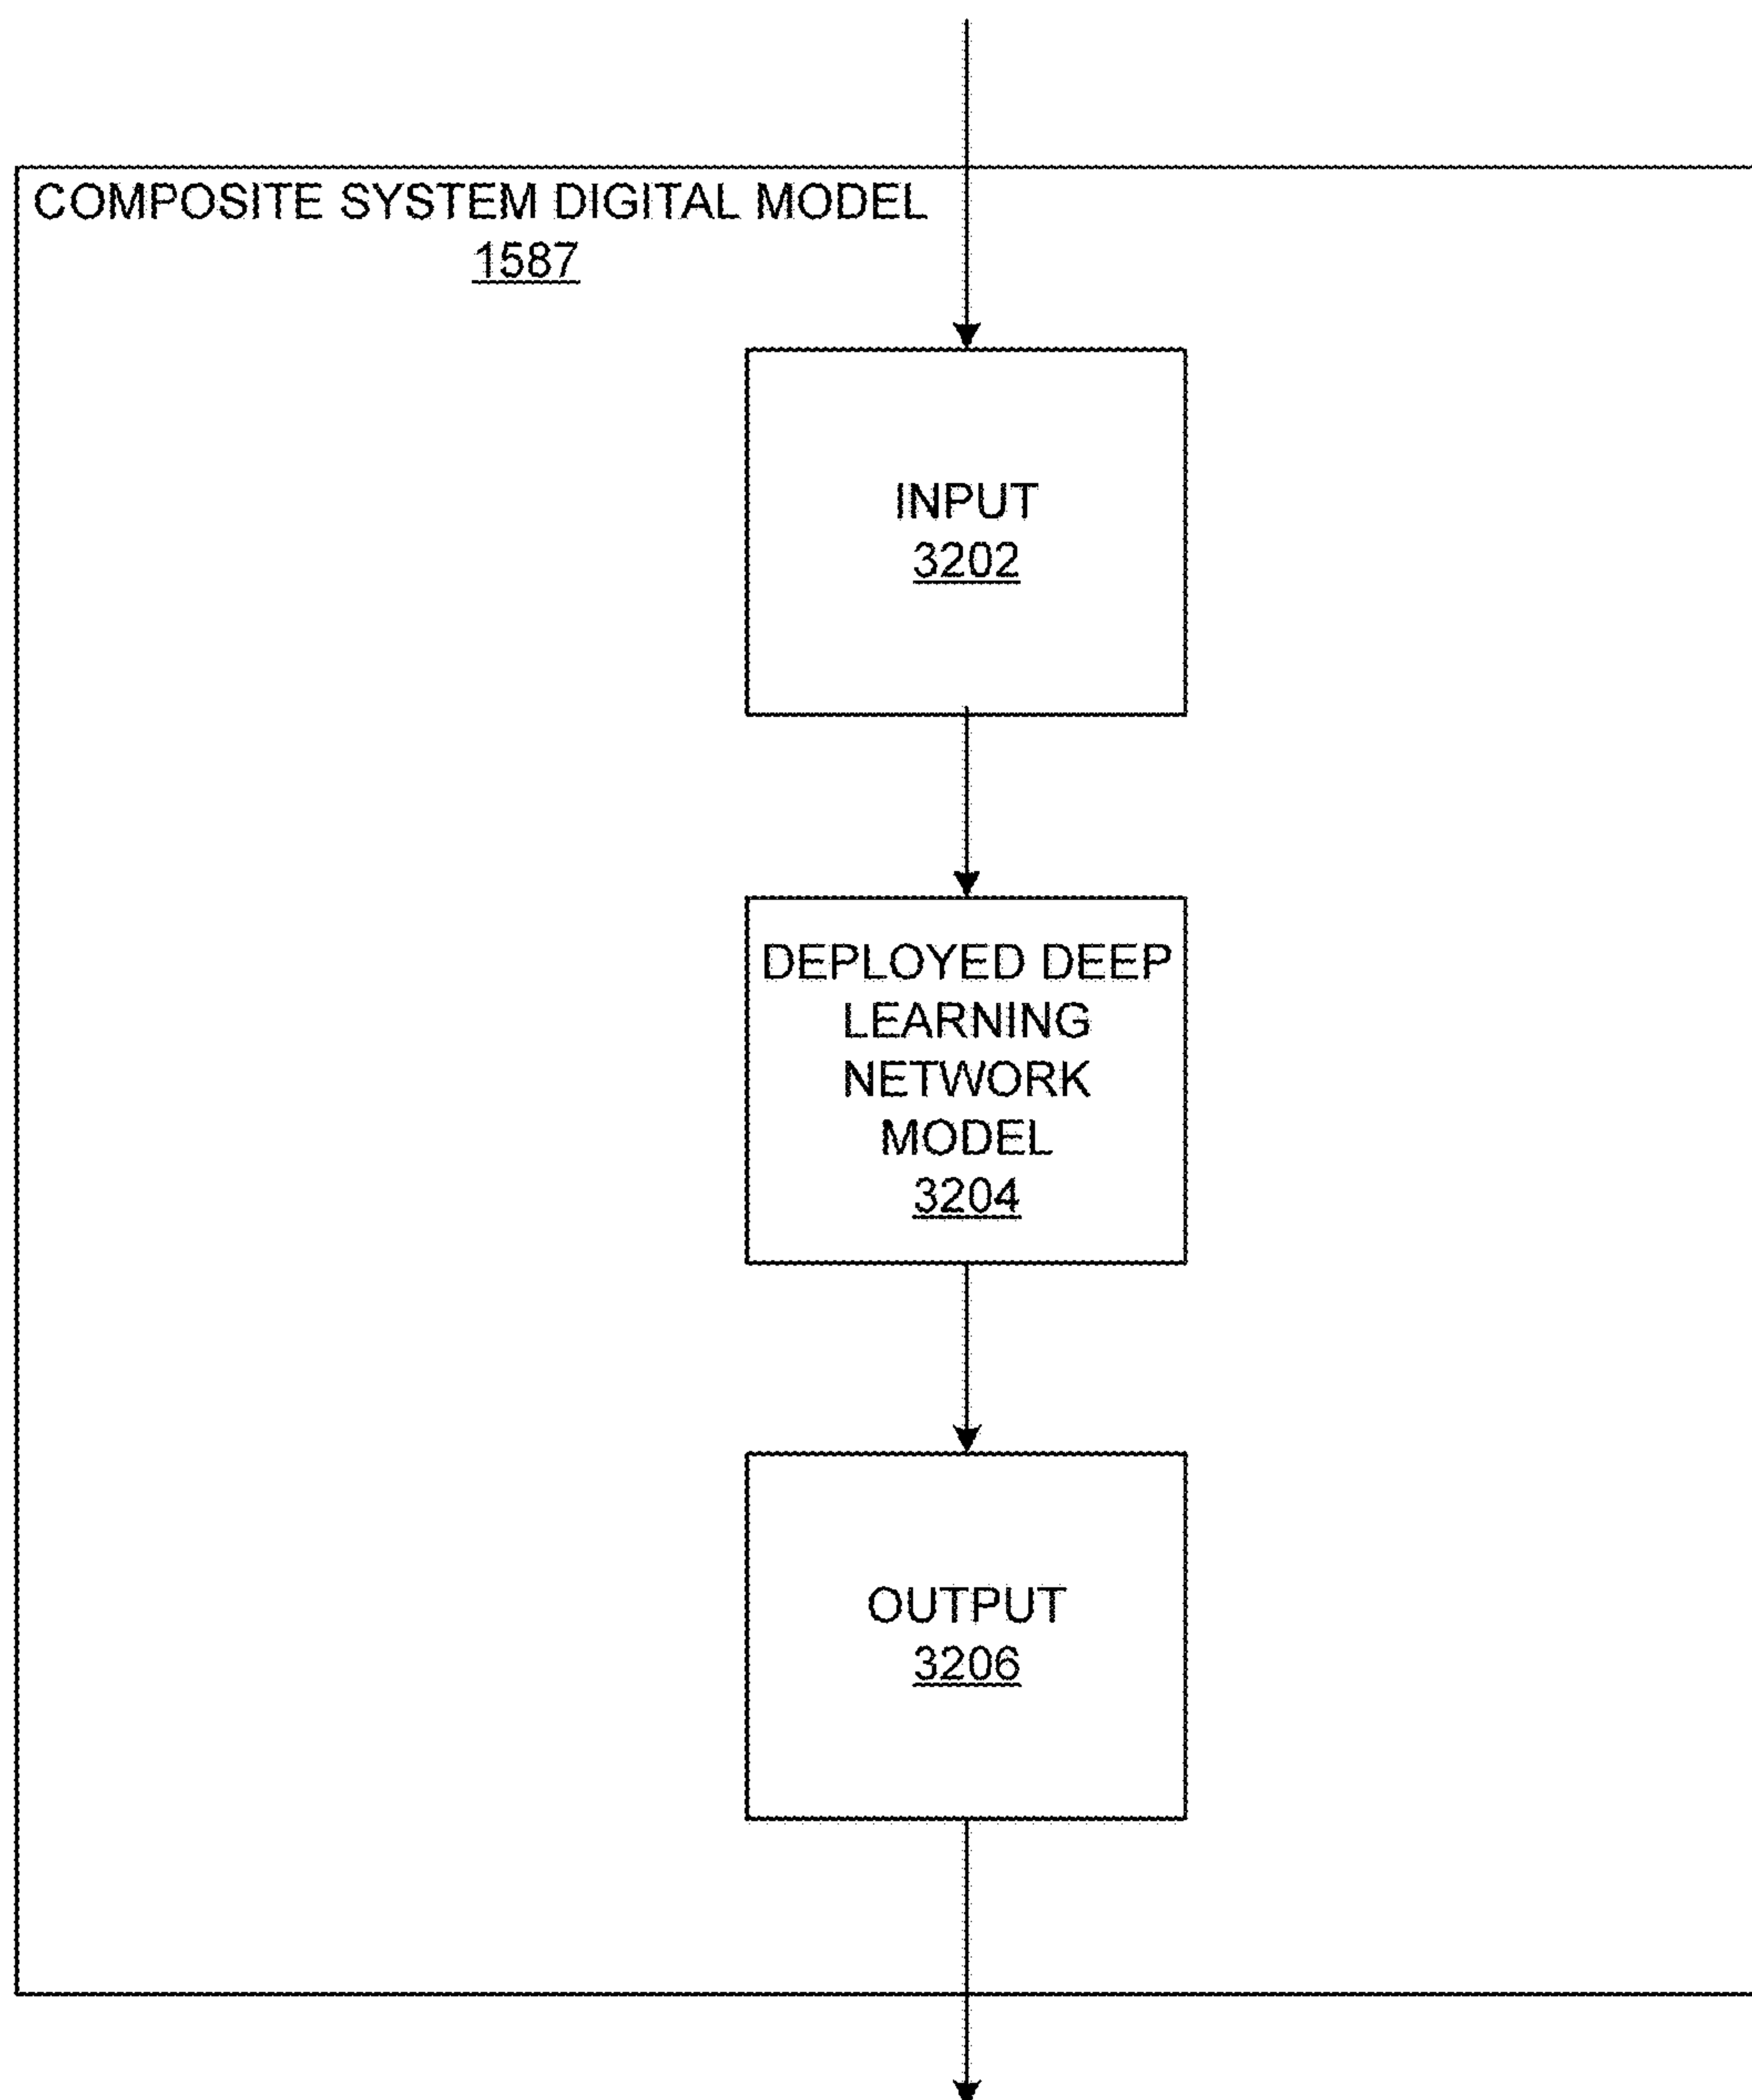 COMPOSITE SYSTEM DIGITAL MODEL
1587
INPUT
3202
DEPLOYED DEEP
LEARNING
NETWORK
MODEL
3204
OUTPUT
3206